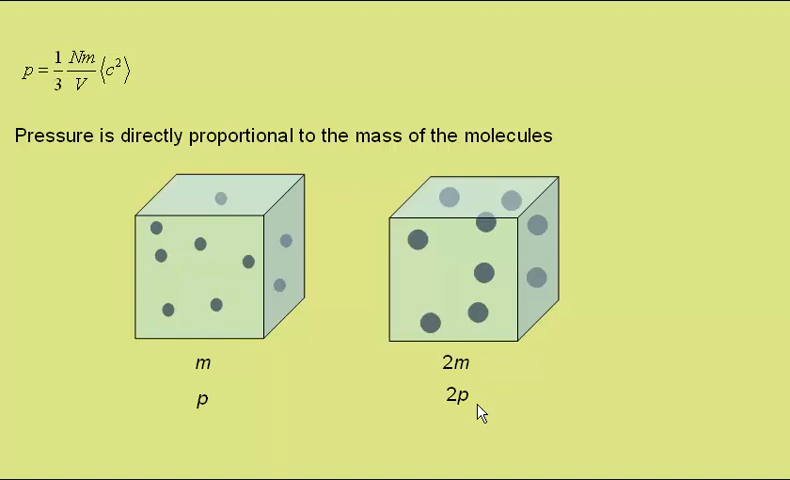 p = 1/3 Nm/V ⟨c²⟩
Pressure is directly proportional to the mass of the molecules
m 2m
p 2p